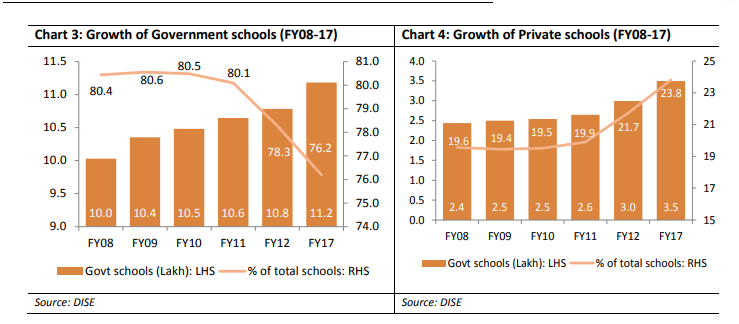 Chart 3: Growth of Government schools (FY08-17)
11.5
11.0
10.5
10.0
9.5
9.0
81.0
80.0
79.0
78.0
77.0
76.0
75.0
74.0
80.4
80.6
80.5
80.1
78.3
76.2
10.0
10.4
10.5
10.6
10.8
11.2
FY08
FY09
FY10
FY11
FY12
FY17
Govt schools (Lakh): LHS
% of total schools: RHS
Source: DISE
Chart 4: Growth of Private schools (FY08-17)
4.0
3.5
3.0
2.5
2.0
1.5
1.0
0.5
0.0
25
23
21
19
17
15
19.6
19.4
19.5
19.9
21.7
23.8
2.4
2.5
2.5
2.6
3.0
3.5
FY08
FY09
FY10
FY11
FY12
FY17
Govt schools (Lakh): LHS
% of total schools: RHS
Source: DISE